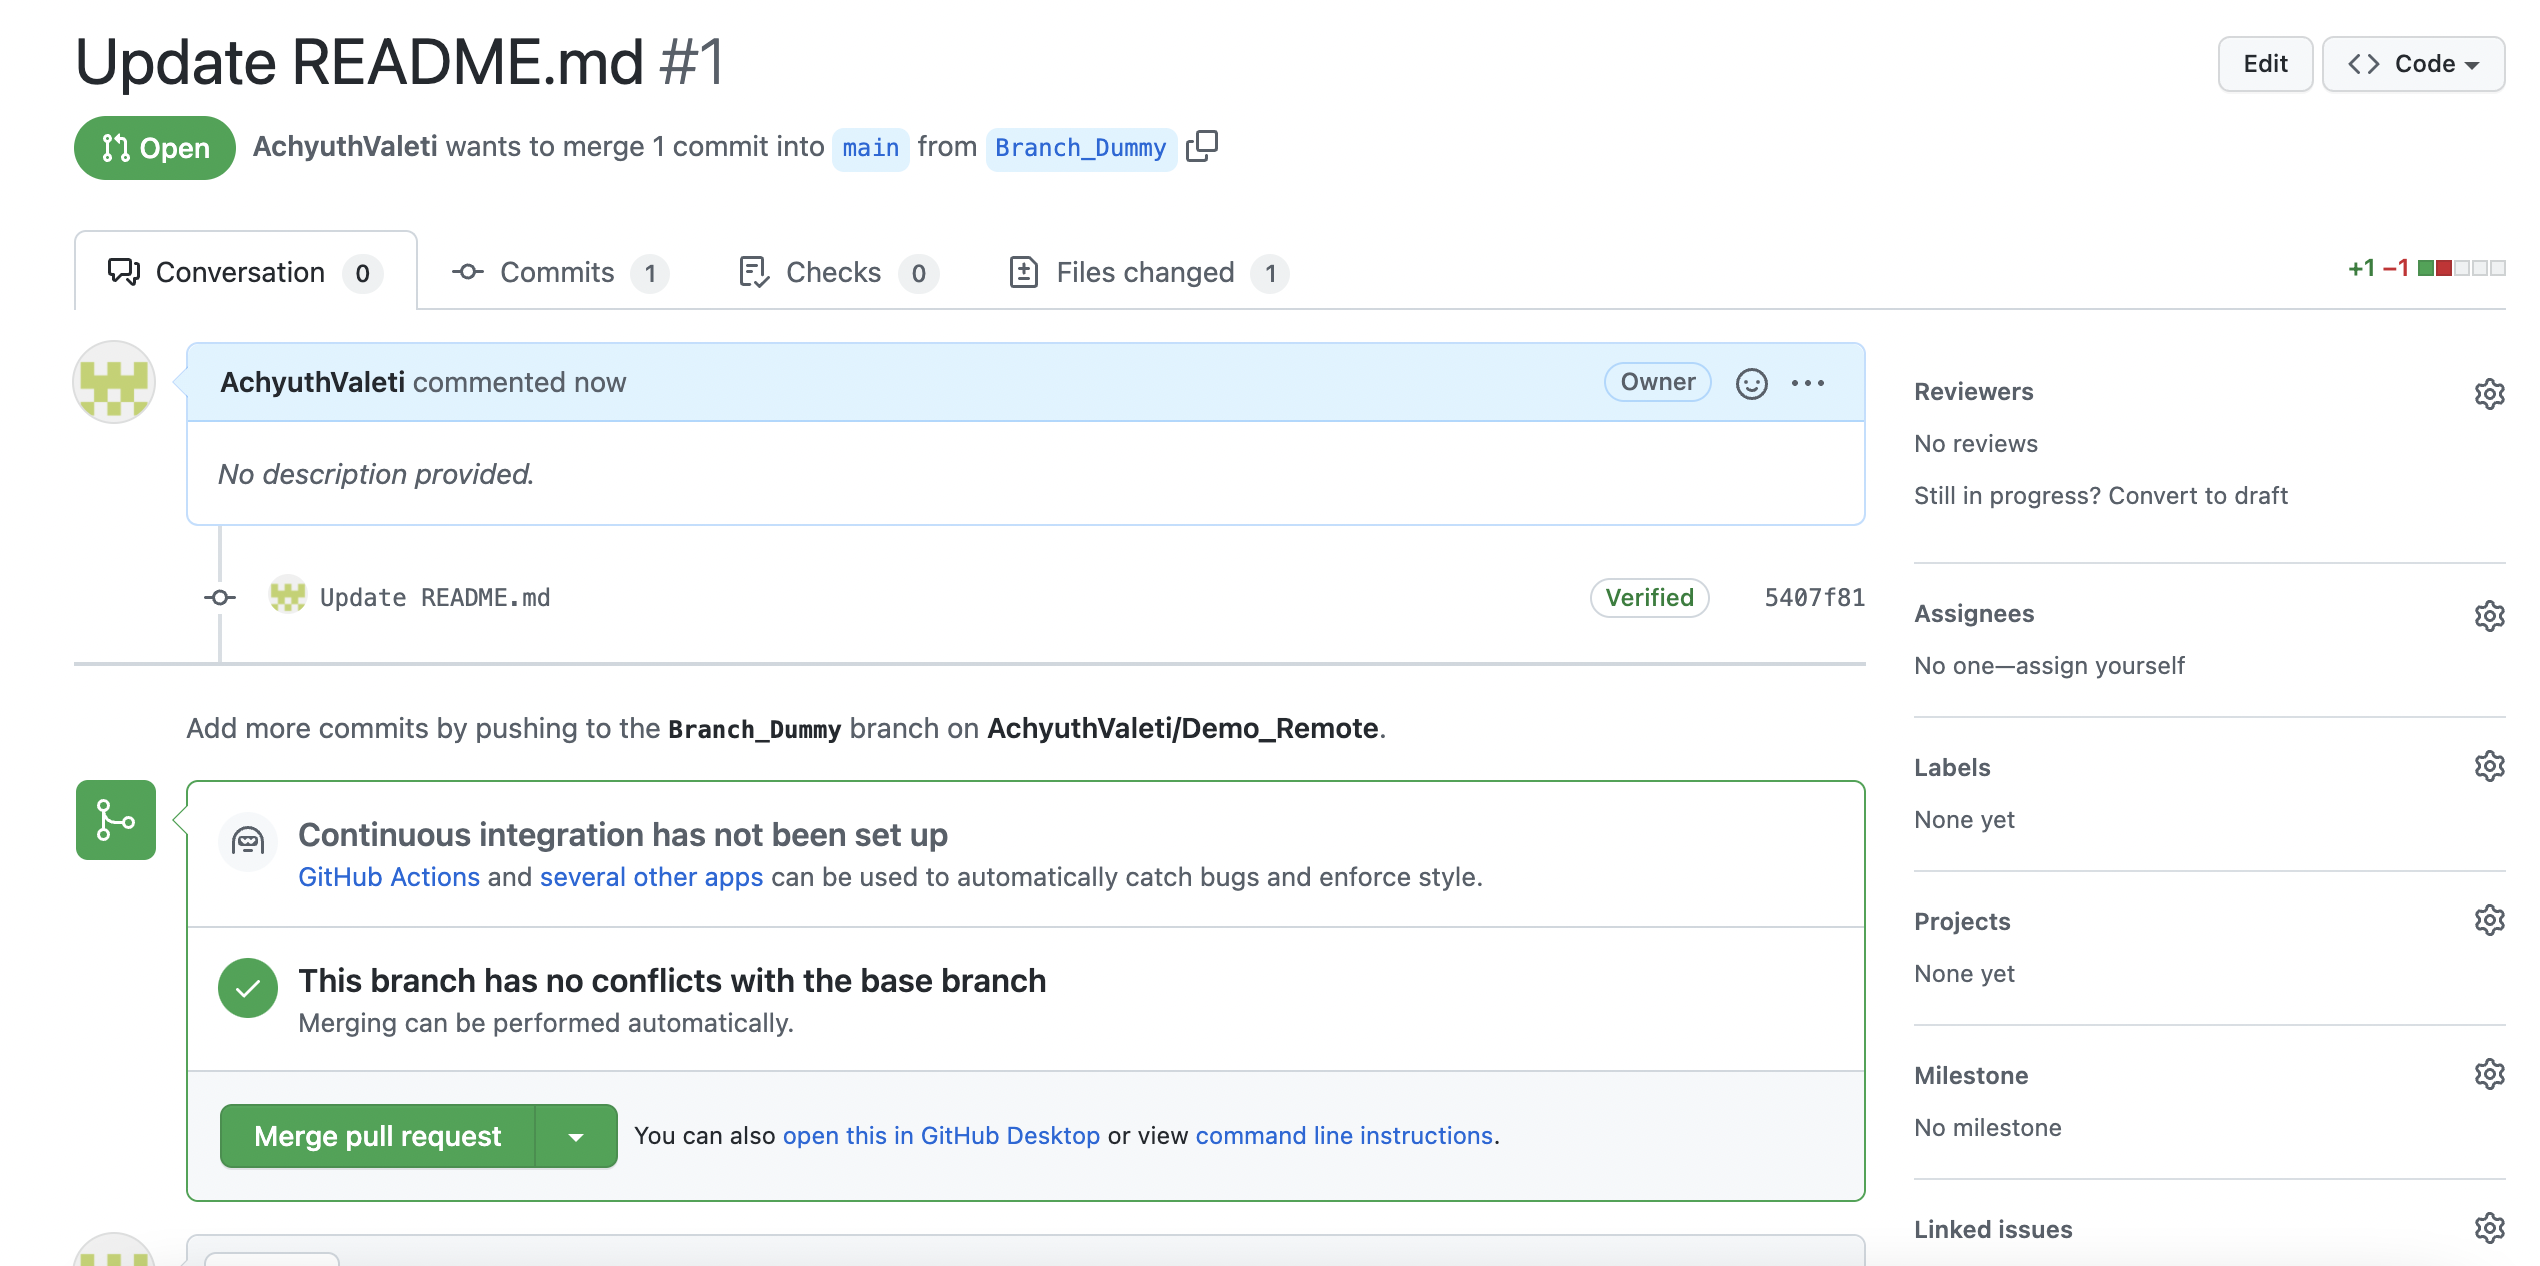 Update README.md #1
Edit
Code
Open
AchyuthValeti wants to merge 1 commit into main from Branch_Dummy
Conversation 0
Commits 1
Checks 0
Files changed 1
+1 −1
AchyuthValeti commented now
Owner
No description provided.
Update README.md
Verified
5407f81
Add more commits by pushing to the Branch_Dummy branch on AchyuthValeti/Demo_Remote.
Continuous integration has not been set up
GitHub Actions and several other apps can be used to automatically catch bugs and enforce style.
This branch has no conflicts with the base branch
Merging can be performed automatically.
Merge pull request
You can also open this in GitHub Desktop or view command line instructions.
Reviewers
No reviews
Still in progress? Convert to draft
Assignees
No one—assign yourself
Labels
None yet
Projects
None yet
Milestone
No milestone
Linked issues